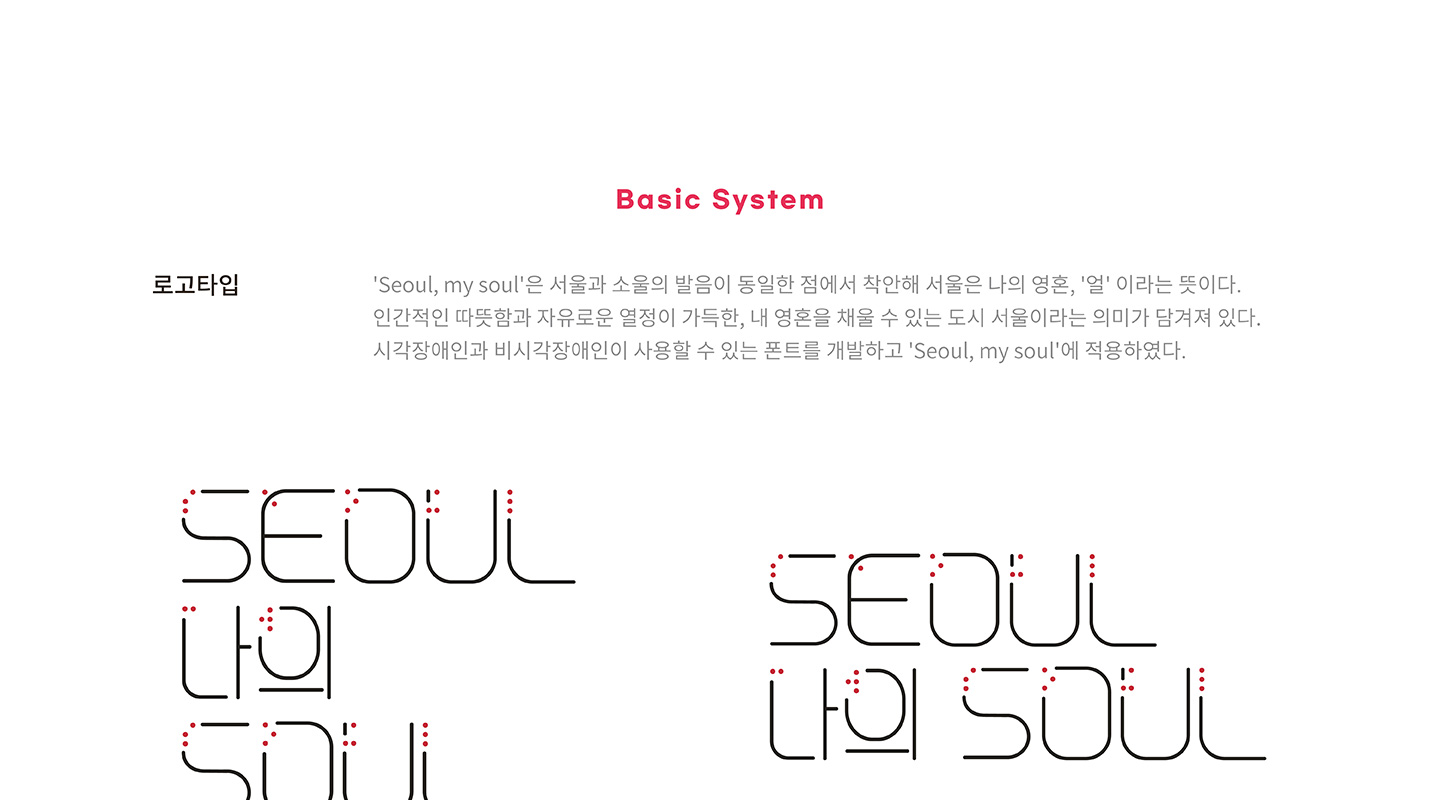 Basic System
로고타입
'Seoul, my soul'은 서울과 소울의 발음이 동일한 점에서 착안해 서울은 나의 영혼, '얼' 이라는 뜻이다.
인간적인 따뜻함과 자유로운 열정이 가득한, 내 영혼을 채울 수 있는 도시 서울이라는 의미가 담겨져 있다.
시각장애인과 비시각장애인이 사용할 수 있는 폰트를 개발하고 'Seoul, my soul'에 적용하였다.
SEOUL
나의
SOUL
SEOUL
나의 SOUL